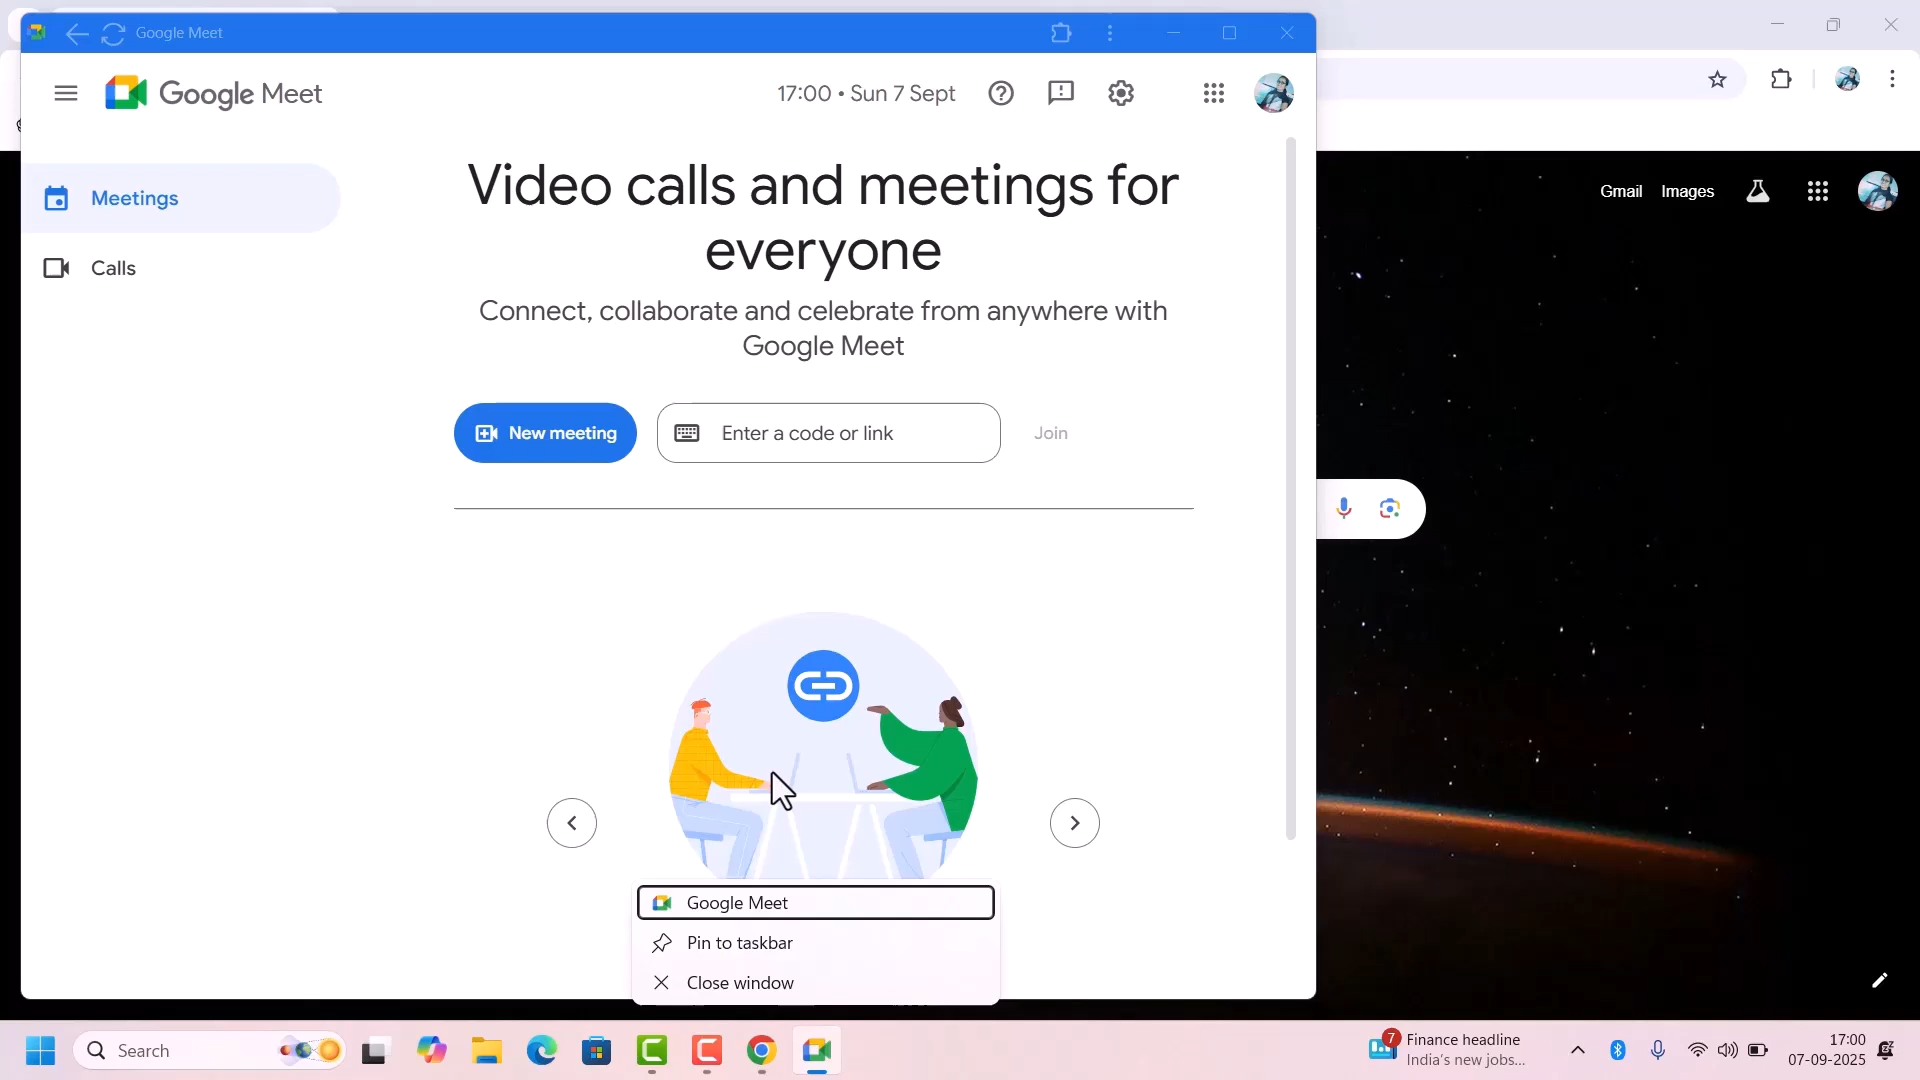 Google Meet
Google Meet
17:00 • Sun 7 Sept
Meetings
Calls
Video calls and meetings for
everyone
Connect, collaborate and celebrate from anywhere with
Google Meet
New meeting
Enter a code or link
Join
Gmail
Images
Google Meet
Pin to taskbar
Close window
Search
7
Finance headline
India's new jobs...
17:00
07-09-2025